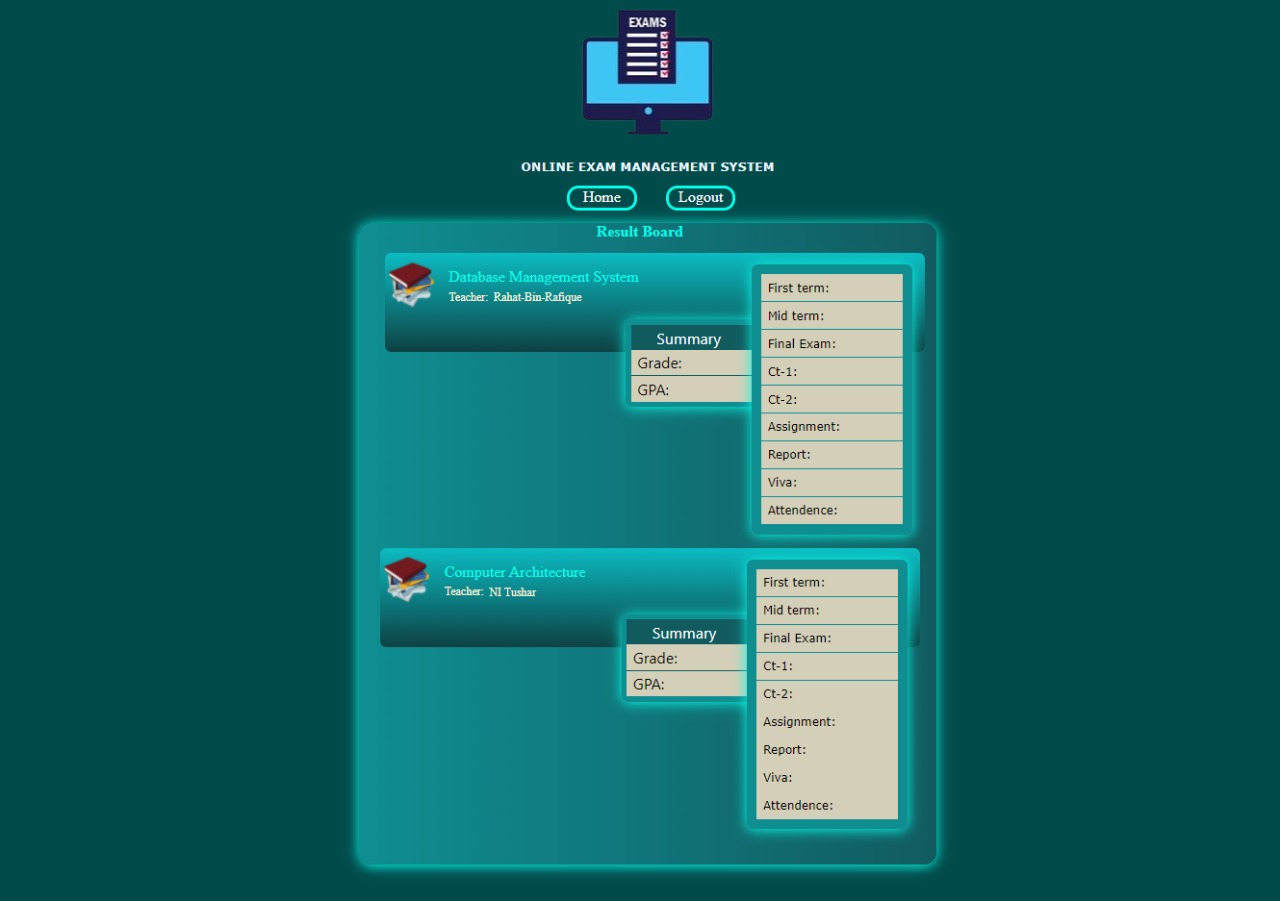 EXAMS
ONLINE EXAM MANAGEMENT SYSTEM
Home Logout
Result Board
Database Management System
Teacher: Rahat-Bin-Rafique
Summary
Grade:
GPA:
First term:
Mid term:
Final Exam:
Ct-1:
Ct-2:
Assignment:
Report:
Viva:
Attendence:
Computer Architecture
Teacher: NI Tushar
Summary
Grade:
GPA:
First term:
Mid term:
Final Exam:
Ct-1:
Ct-2:
Assignment:
Report:
Viva:
Attendence: